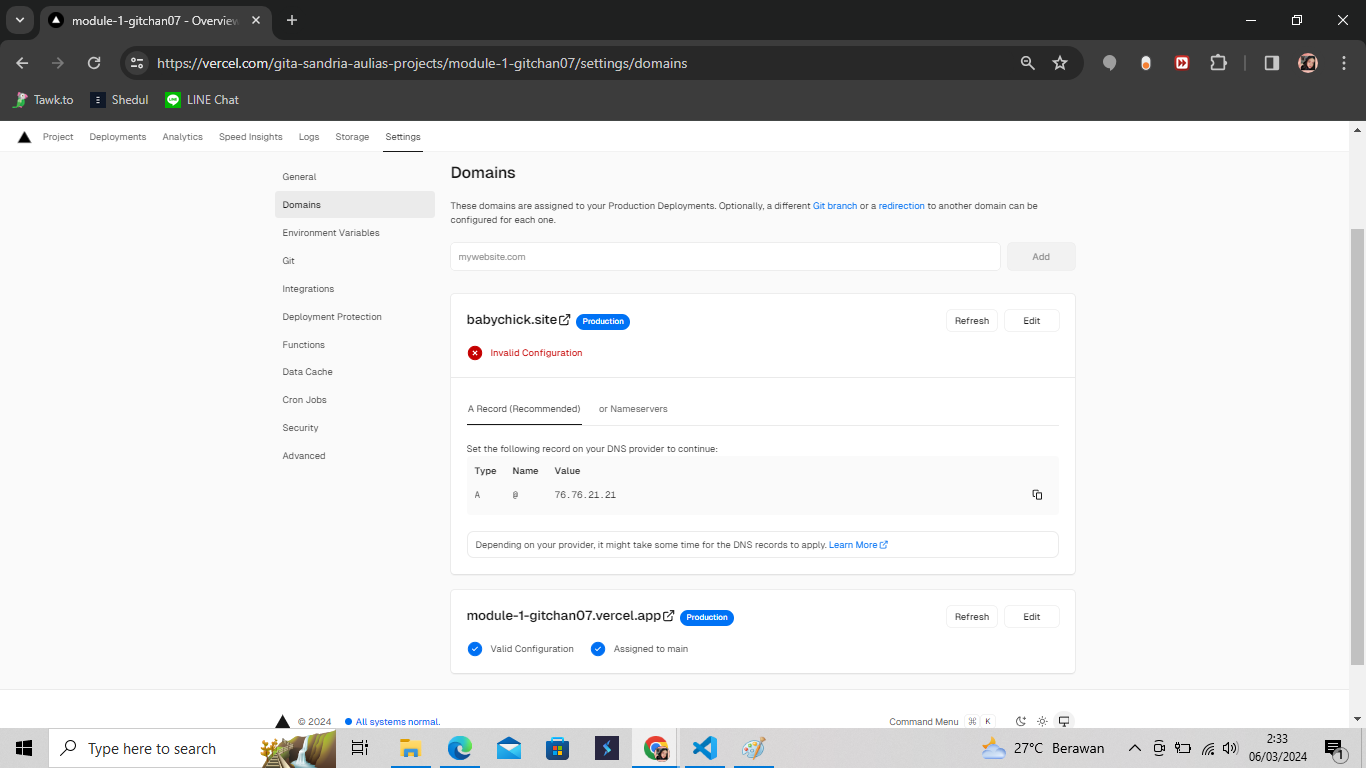 module-1-gitchan07 - Overview
https://vercel.com/gita-sandria-aulias-projects/module-1-gitchan07/settings/domains
Tawk.to Shedul LINE Chat
Project Deployments Analytics Speed Insights Logs Storage Settings
General
Domains
Environment Variables
Git
Integrations
Deployment Protection
Functions
Data Cache
Cron Jobs
Security
Advanced
Domains
These domains are assigned to your Production Deployments. Optionally, a different Git branch or a redirection to another domain can be
configured for each one.
mywebsite.com Add
babychick.site Production Refresh Edit
Invalid Configuration
A Record (Recommended) or Nameservers
Set the following record on your DNS provider to continue:
Type Name Value
A @ 76.76.21.21
Depending on your provider, it might take some time for the DNS records to apply. Learn More
module-1-gitchan07.vercel.app Production Refresh Edit
Valid Configuration Assigned to main
© 2024 All systems normal. Command Menu ⌘ K
Type here to search 27°C Berawan 2:33
06/03/2024
1